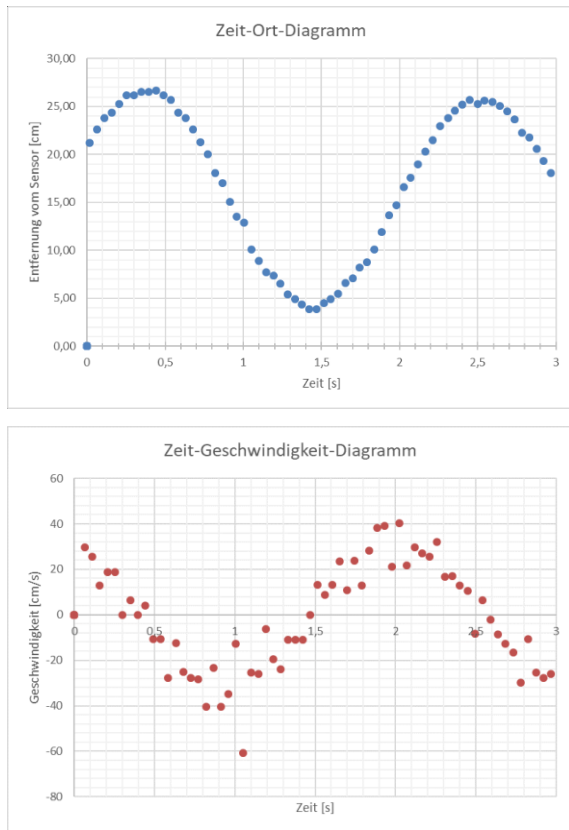 Zeit-Ort-Diagramm
Entfernung vom Sensor [cm]
30,00
25,00
20,00
15,00
10,00
5,00
0,00
0 0,5 1 1,5 2 2,5 3
Zeit [s]
Zeit-Geschwindigkeit-Diagramm
Geschwindigkeit [cm/s]
60
40
20
0
-20
-40
-60
-80
0 0,5 1 1,5 2 2,5 3
Zeit [s]